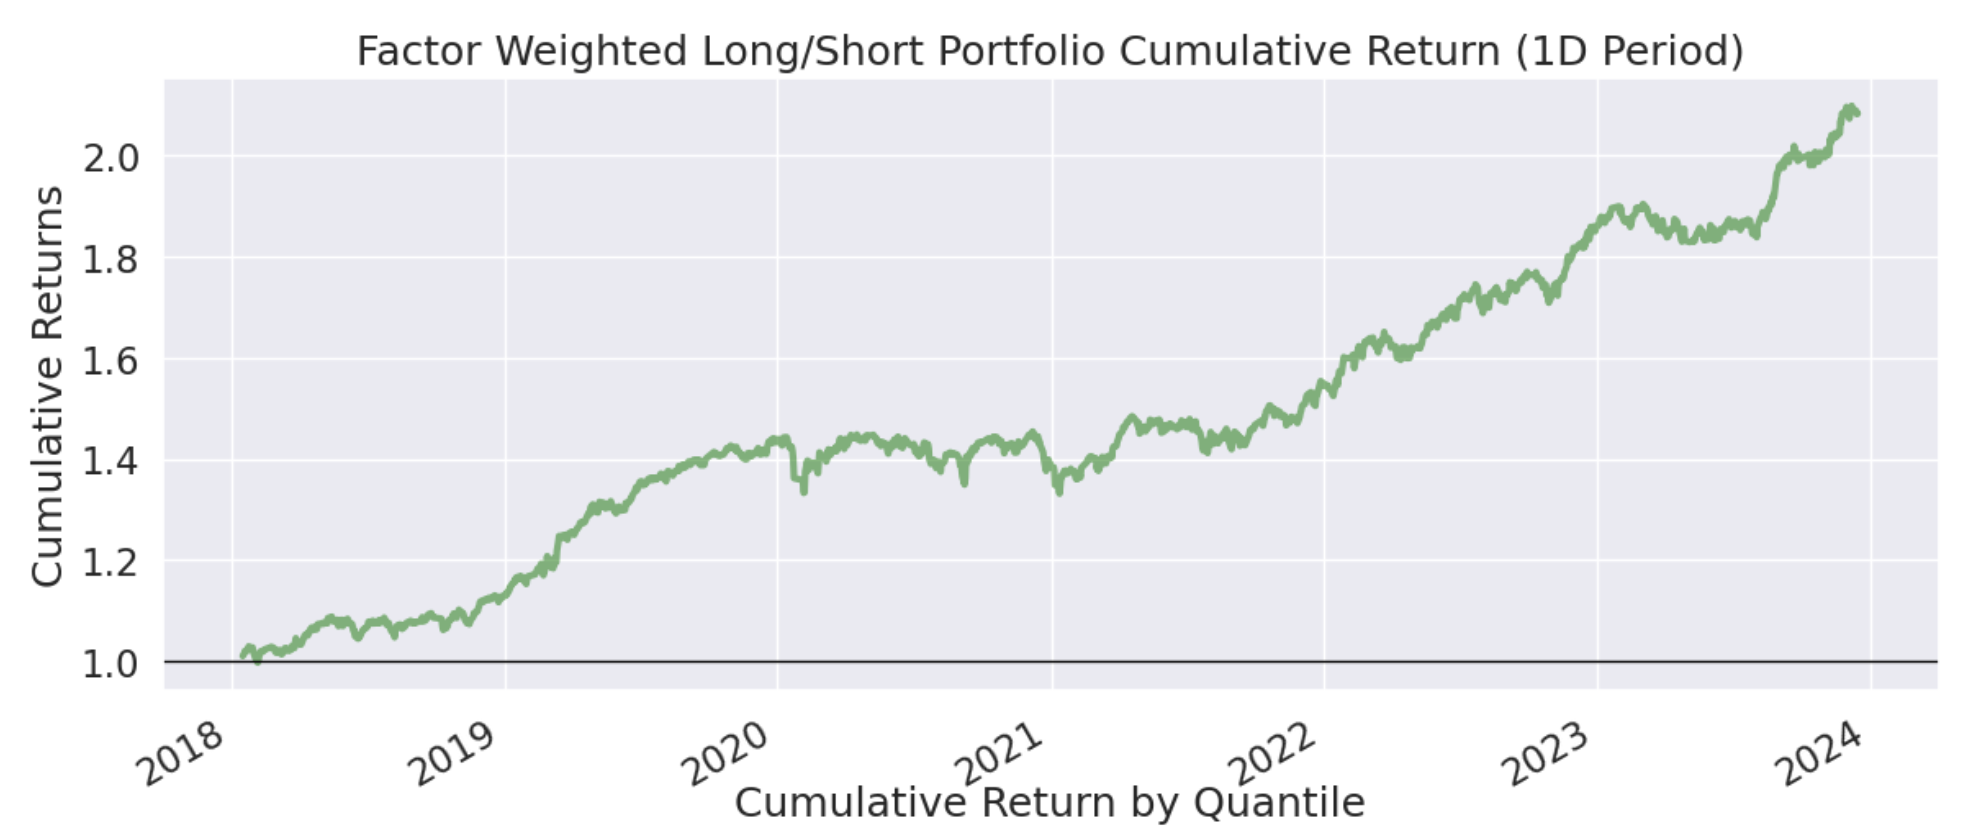 Factor Weighted Long/Short Portfolio Cumulative Return (1D Period)
Cumulative Returns
2.0
1.8
1.6
1.4
1.2
1.0
2018 2019 2020 2021 2022 2023 2024
Cumulative Return by Quantile